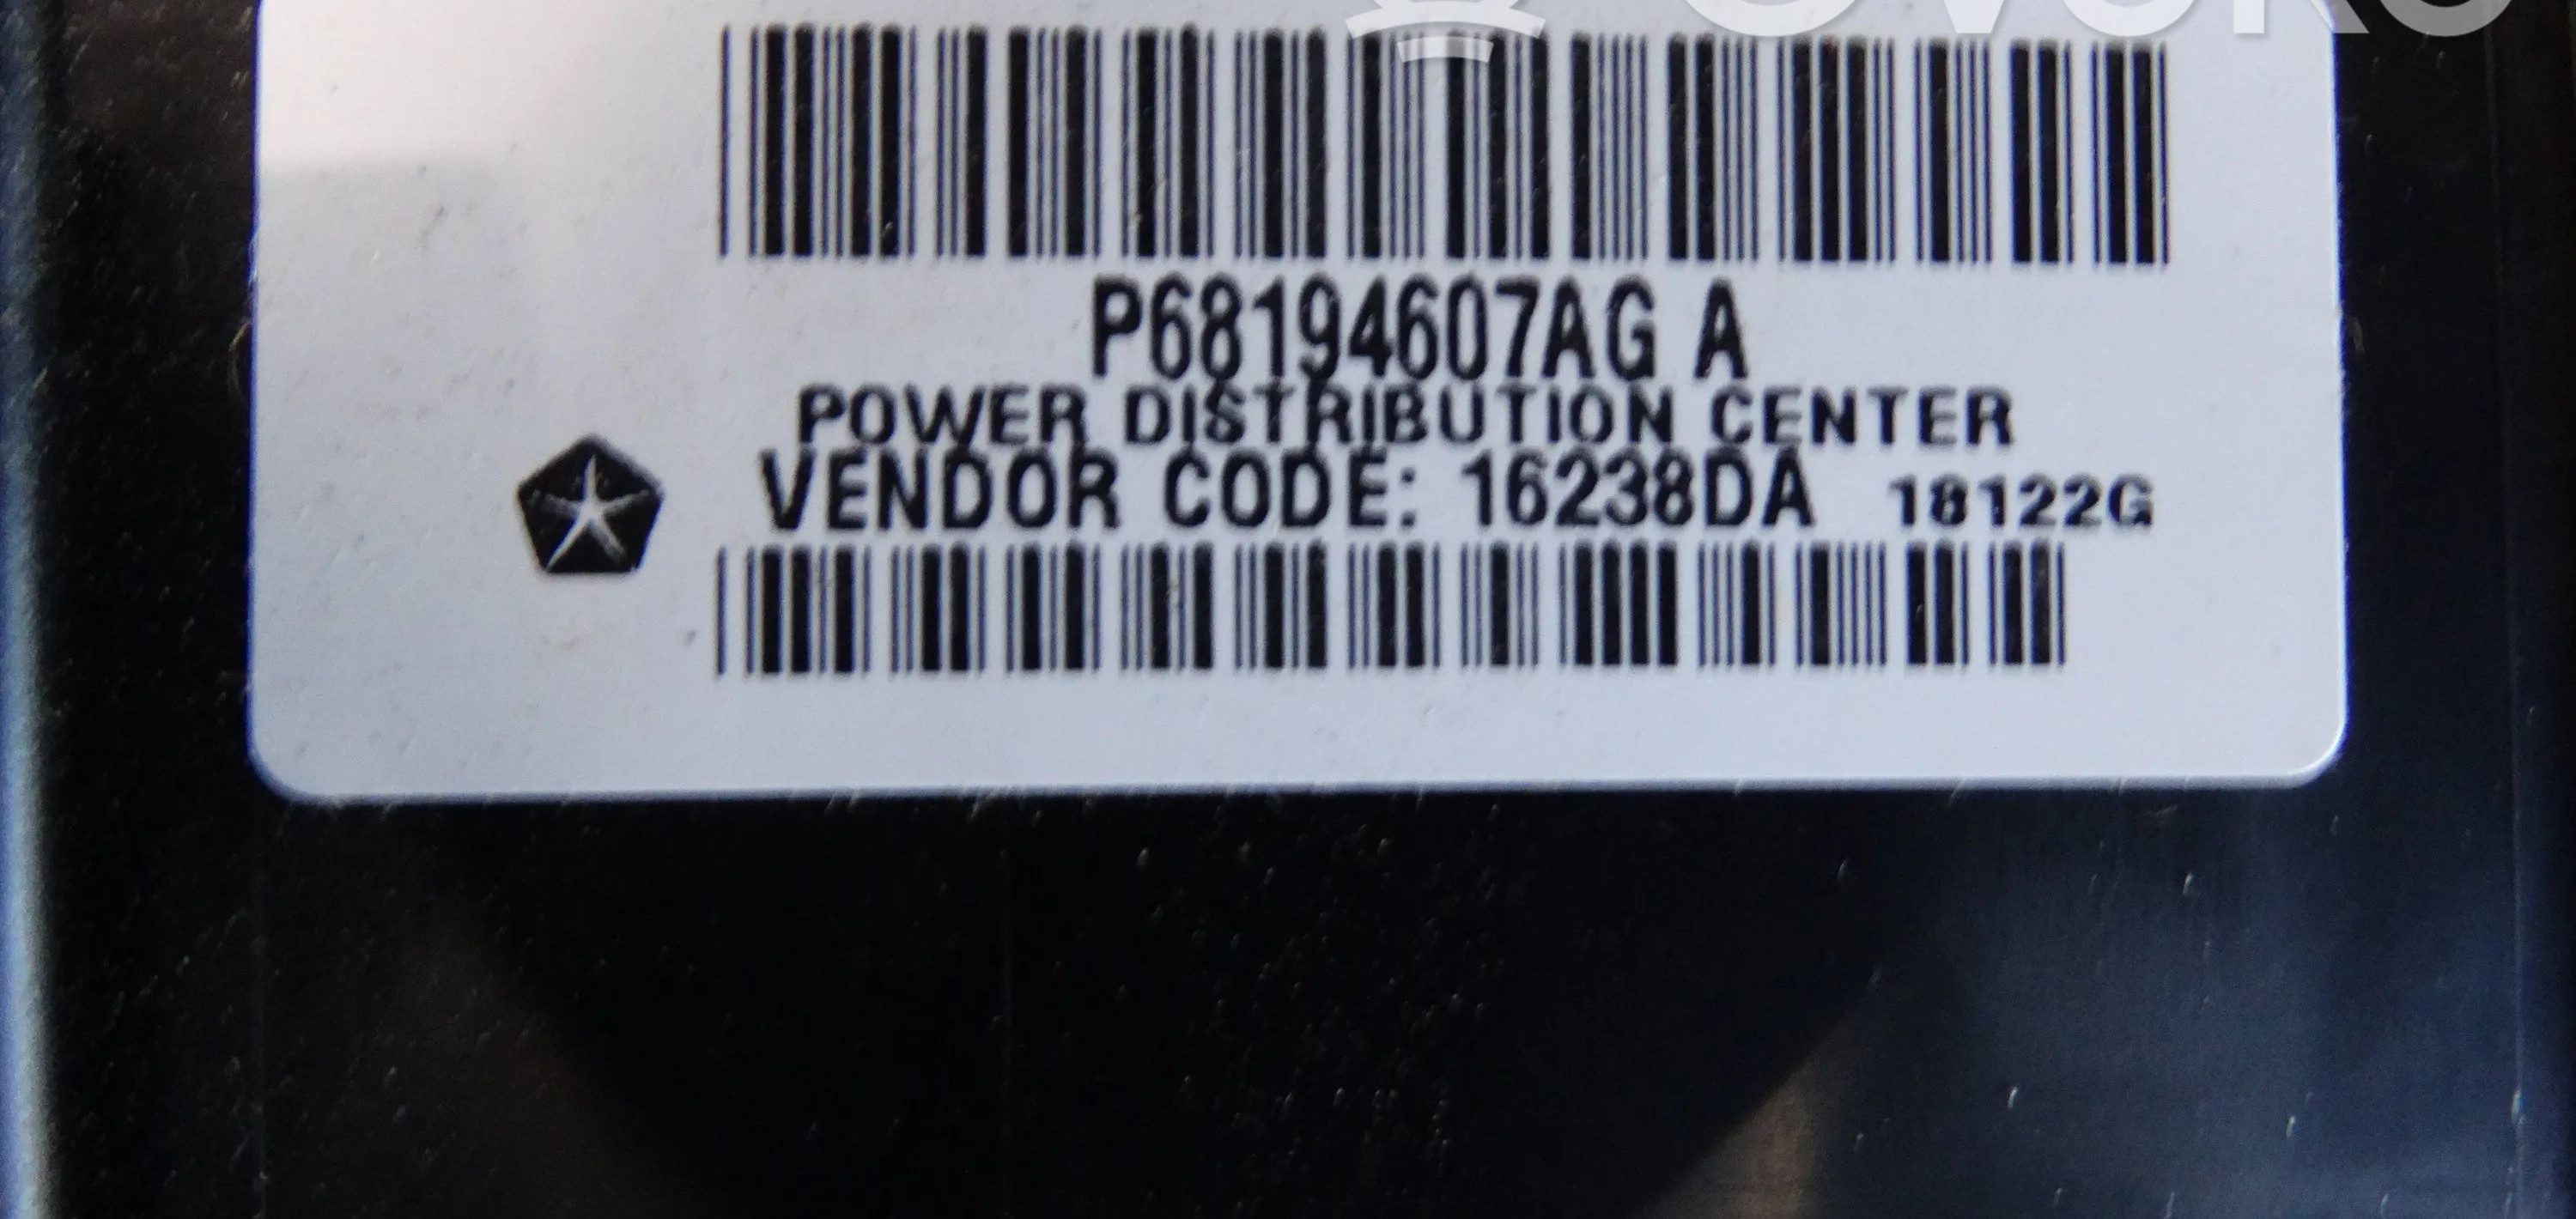 P68194607AG A
POWER DISTRIBUTION CENTER
VENDOR CODE: 16238DA 18122G